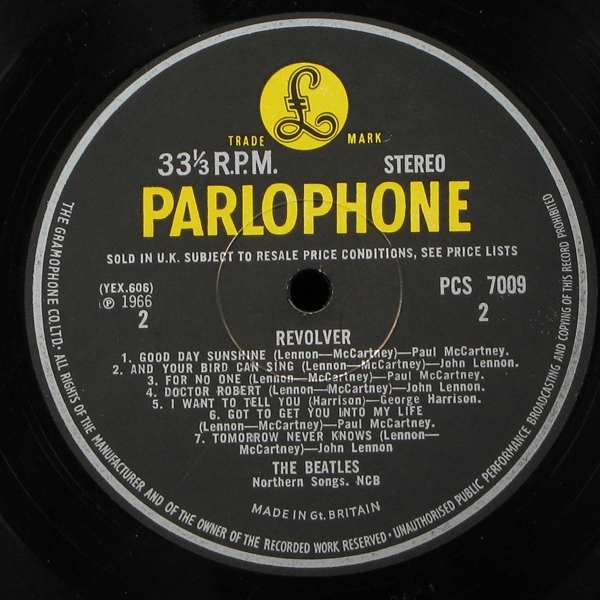 £
TRADE MARK
33⅓ R.P.M. STEREO
PARLOPHONE
SOLD IN U.K. SUBJECT TO RESALE PRICE CONDITIONS, SEE PRICE LISTS
(YEX.606) PCS 7009
℗ 1966
2 2
REVOLVER
1. GOOD DAY SUNSHINE (Lennon—McCartney)—Paul McCartney.
2. AND YOUR BIRD CAN SING (Lennon—McCartney)—John Lennon.
3. FOR NO ONE (Lennon—McCartney)—Paul McCartney.
4. DOCTOR ROBERT (Lennon—McCartney)—John Lennon.
5. I WANT TO TELL YOU (Harrison)—George Harrison.
6. GOT TO GET YOU INTO MY LIFE
(Lennon—McCartney)—Paul McCartney.
7. TOMORROW NEVER KNOWS (Lennon—
McCartney)—John Lennon
THE BEATLES
Northern Songs. NCB
MADE IN Gt. BRITAIN
THE GRAMOPHONE CO. LTD. · ALL RIGHTS OF THE MANUFACTURER AND OF THE OWNER OF THE RECORDED WORK RESERVED · UNAUTHORISED PUBLIC PERFORMANCE BROADCASTING AND COPYING OF THIS RECORD PROHIBITED